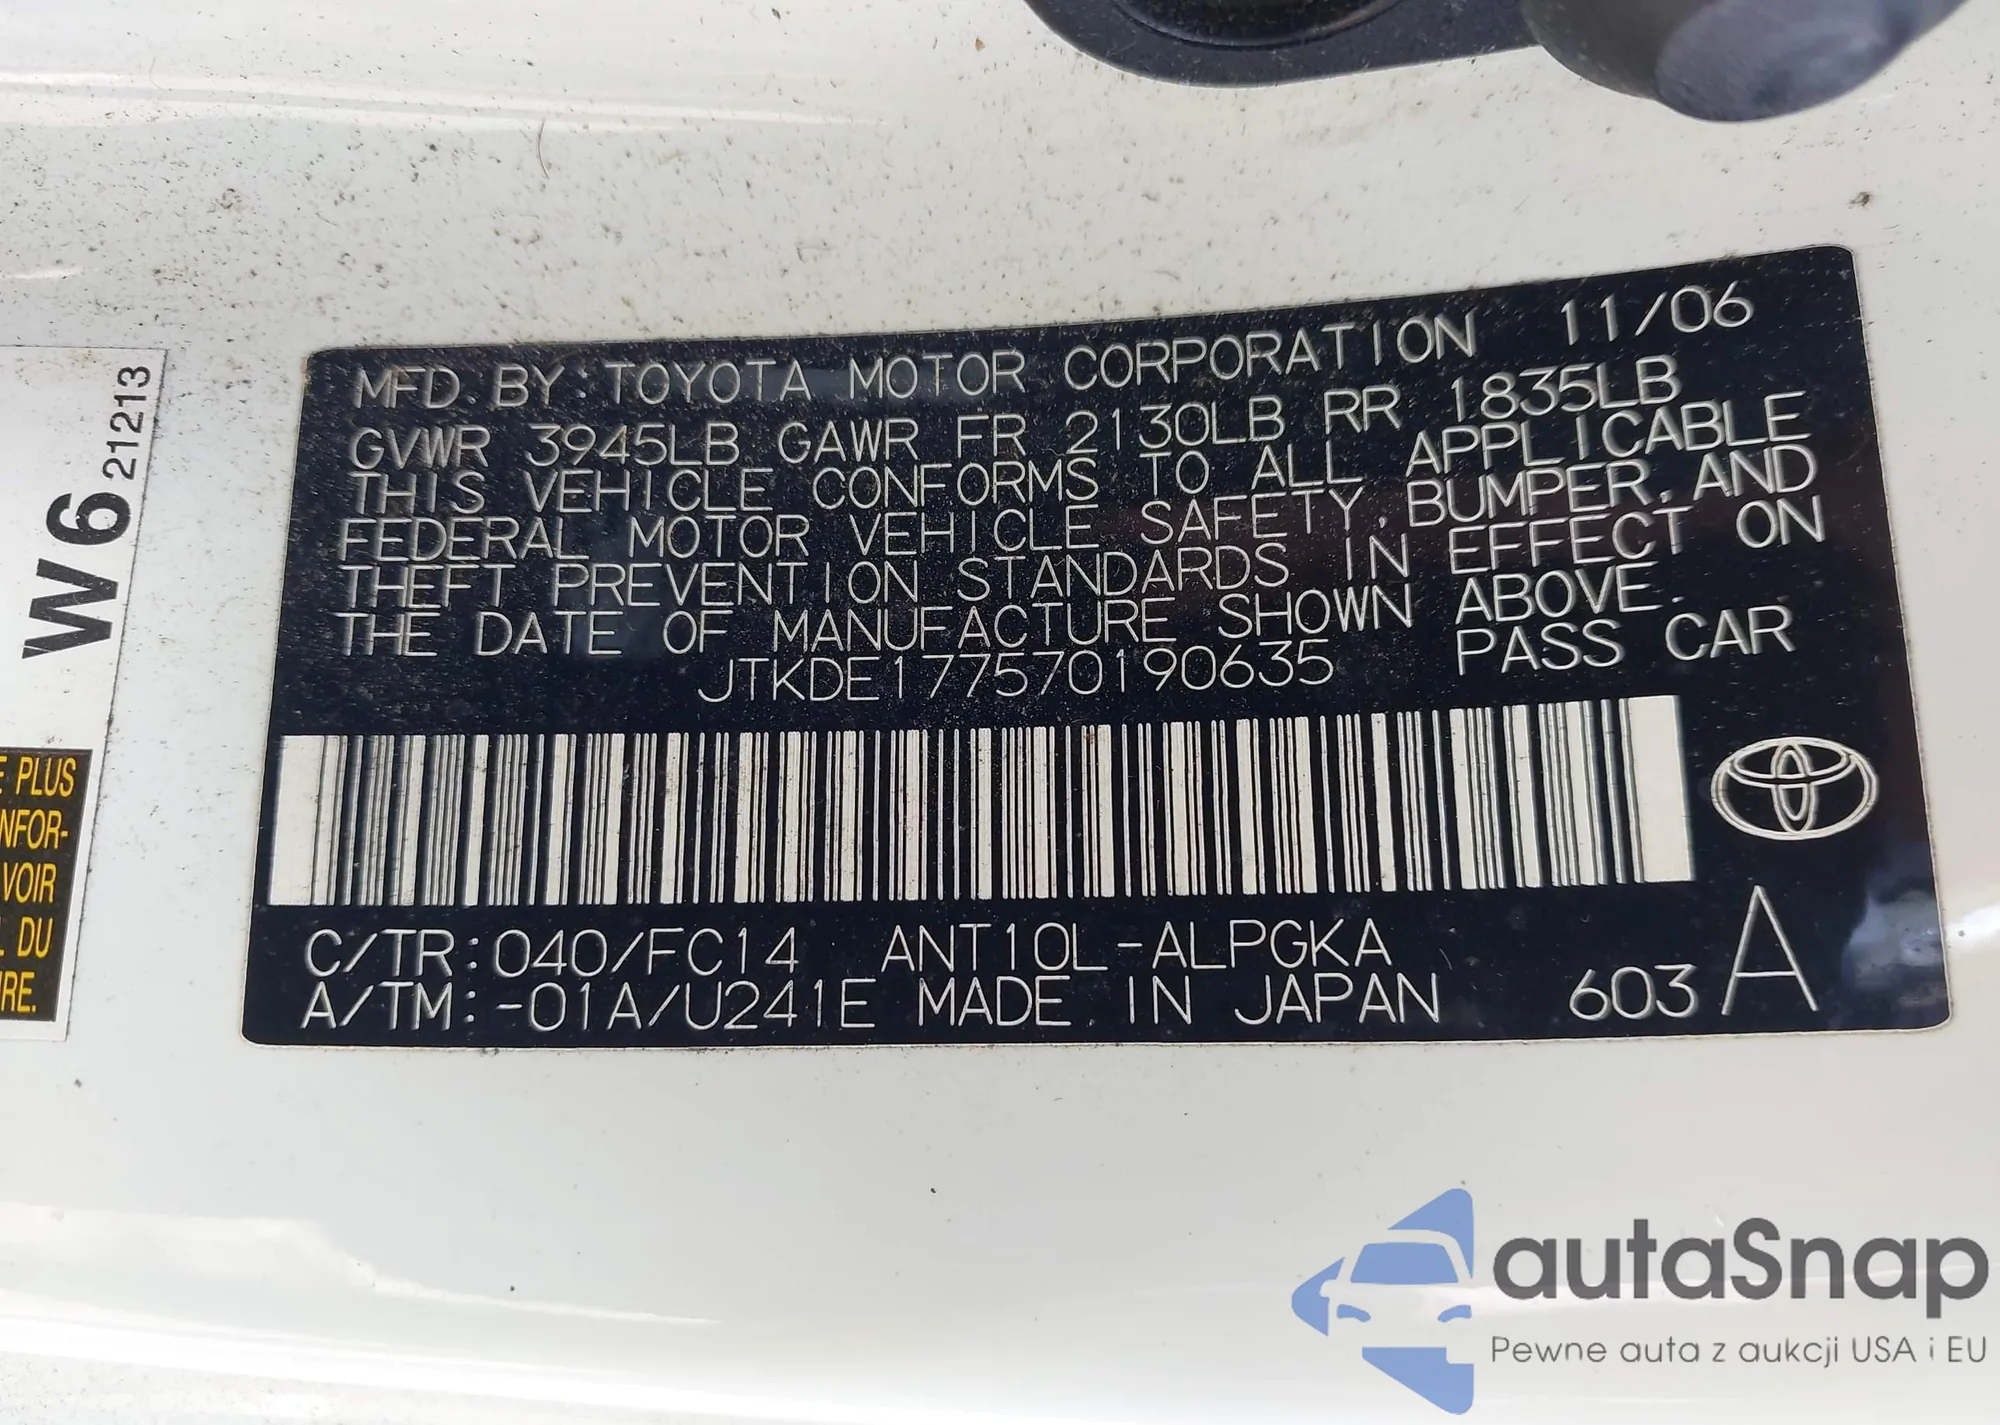 MFD. BY: TOYOTA MOTOR CORPORATION 11/06
GVWR 3945LB GAWR FR 2130LB RR 1835LB
THIS VEHICLE CONFORMS TO ALL APPLICABLE
FEDERAL MOTOR VEHICLE SAFETY, BUMPER, AND
THEFT PREVENTION STANDARDS IN EFFECT ON
THE DATE OF MANUFACTURE SHOWN ABOVE.
JTKDE177570190635 PASS CAR
C/TR:040/FC14 ANT10L-ALPGKA
A/TM:-01A/U241E MADE IN JAPAN 603 A
W6 21213
E PLUS
NFOR-
VOIR
DU
RE.
autaSnap
Pewne auta z aukcji USA i EU